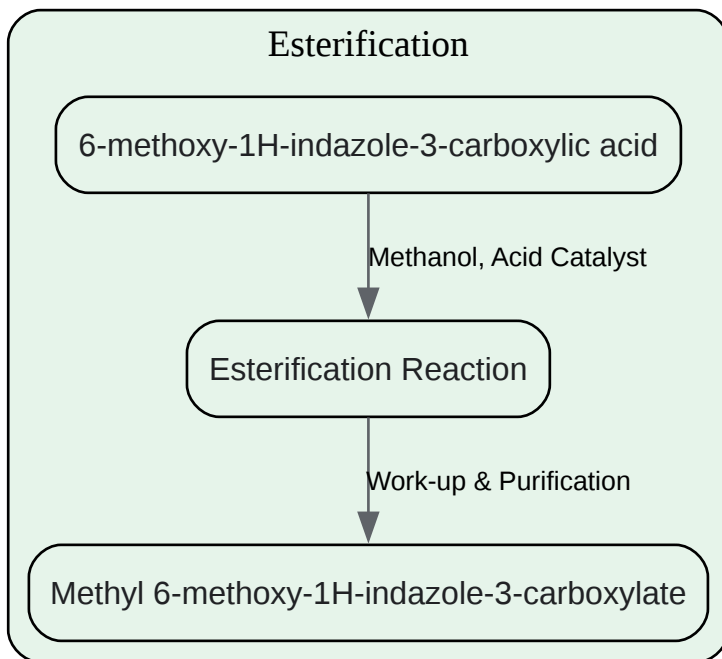 Esterification
6-methoxy-1H-indazole-3-carboxylic acid
Methanol, Acid Catalyst
Esterification Reaction
Work-up & Purification
Methyl 6-methoxy-1H-indazole-3-carboxylate